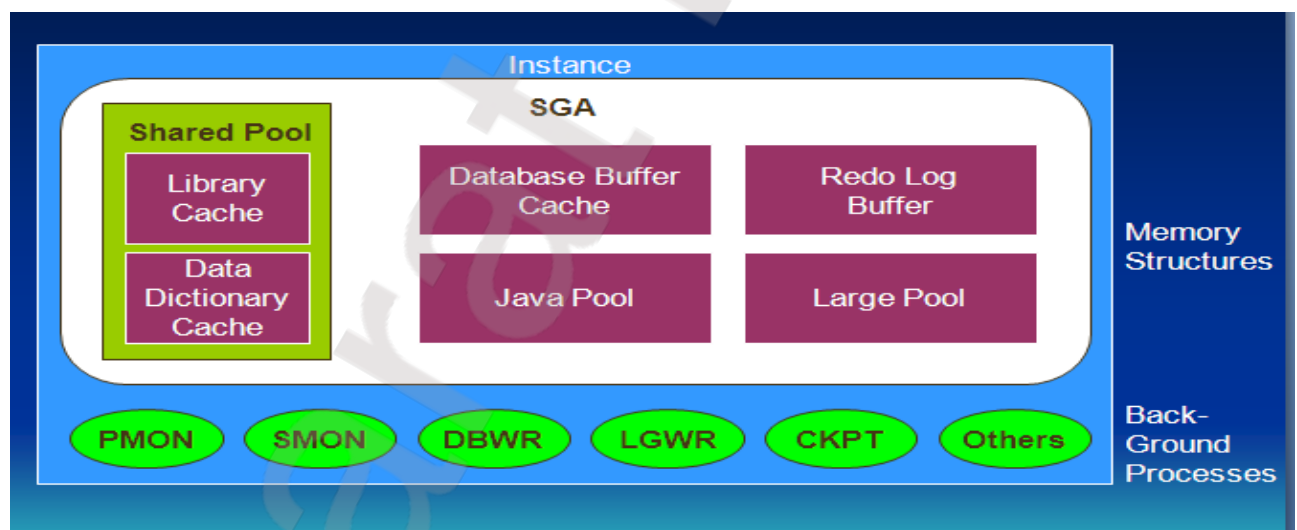 Instance
SGA
Shared Pool
Library
Cache
Data
Dictionary
Cache
Database Buffer
Cache
Redo Log
Buffer
Java Pool
Large Pool
Memory
Structures
PMON
SMON
DBWR
LGWR
CKPT
Others
Back-
Ground
Processes